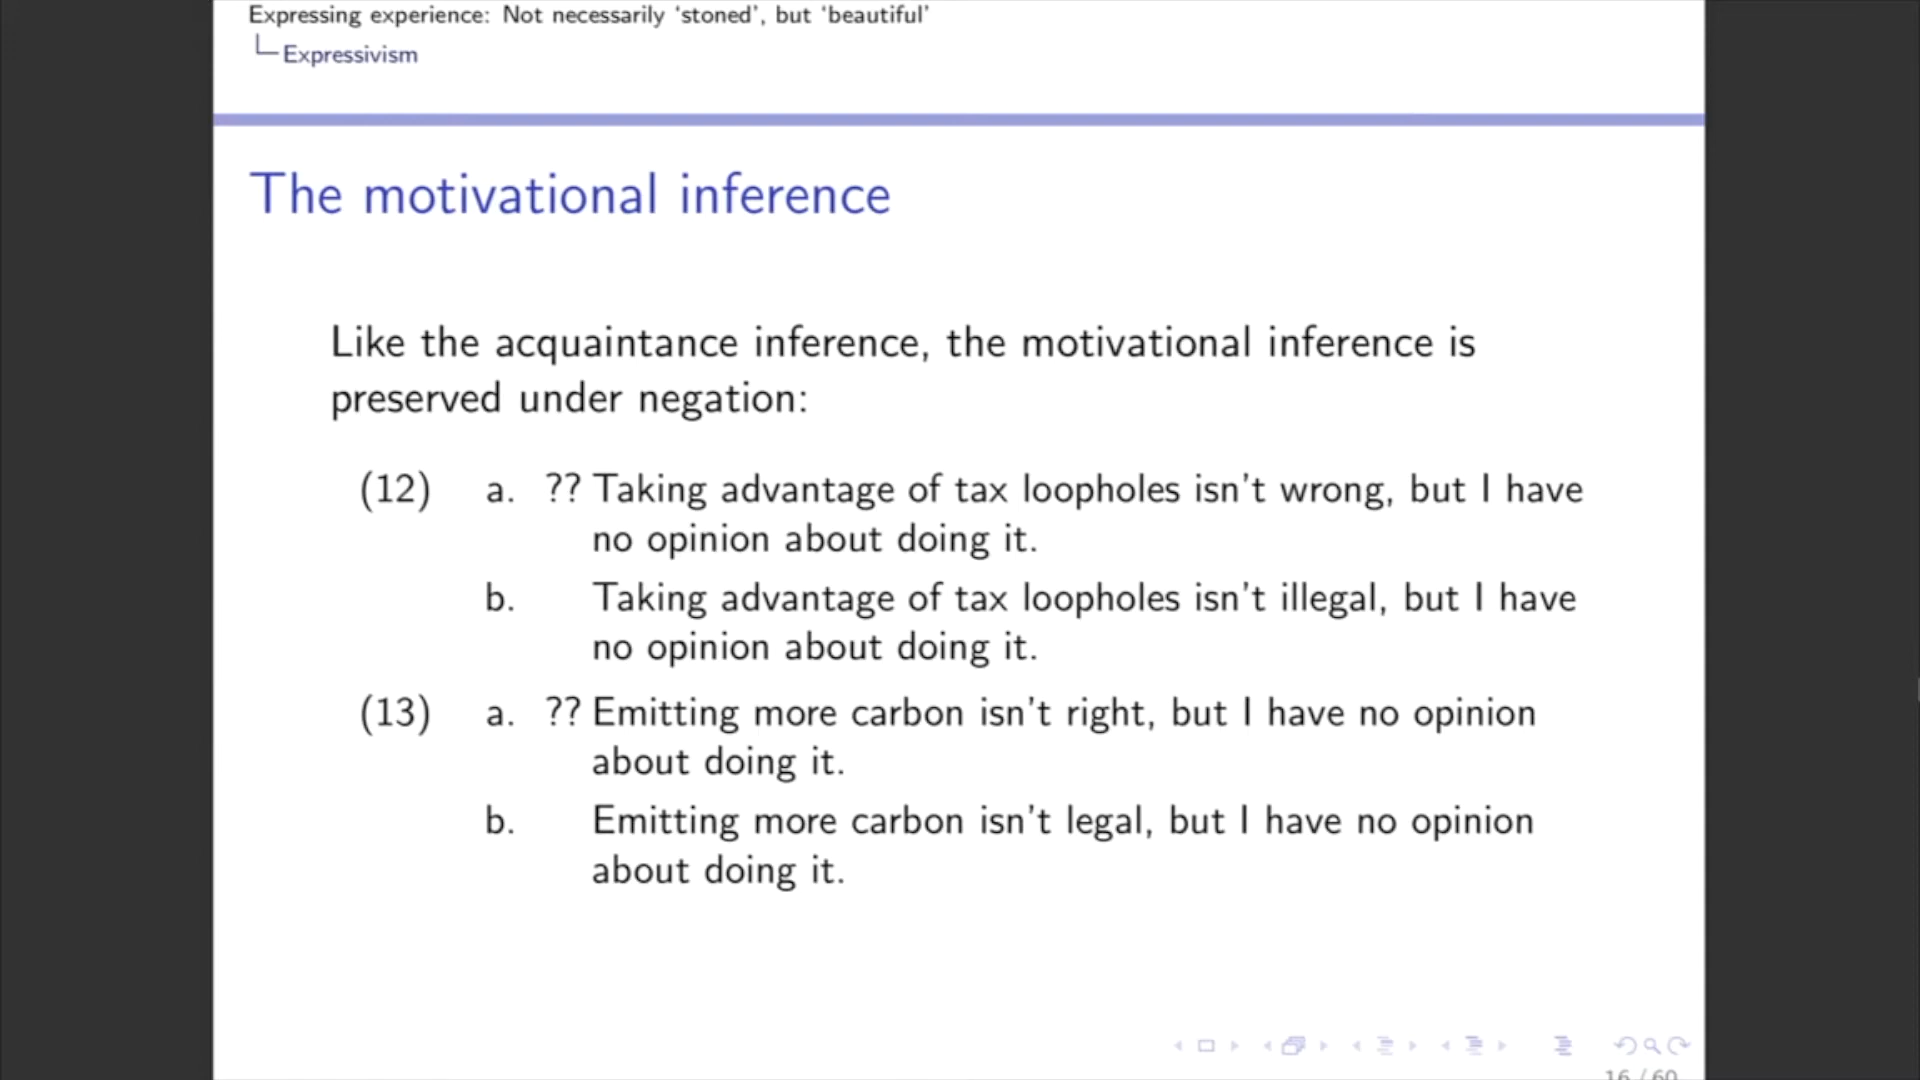 Expressing experience: Not necessarily ‘stoned’, but ‘beautiful’
Expressivism
The motivational inference
Like the acquaintance inference, the motivational inference is
preserved under negation:
(12) a. ?? Taking advantage of tax loopholes isn't wrong, but I have
no opinion about doing it.
b. Taking advantage of tax loopholes isn't illegal, but I have
no opinion about doing it.
(13) a. ?? Emitting more carbon isn't right, but I have no opinion
about doing it.
b. Emitting more carbon isn't legal, but I have no opinion
about doing it.
16 / 60